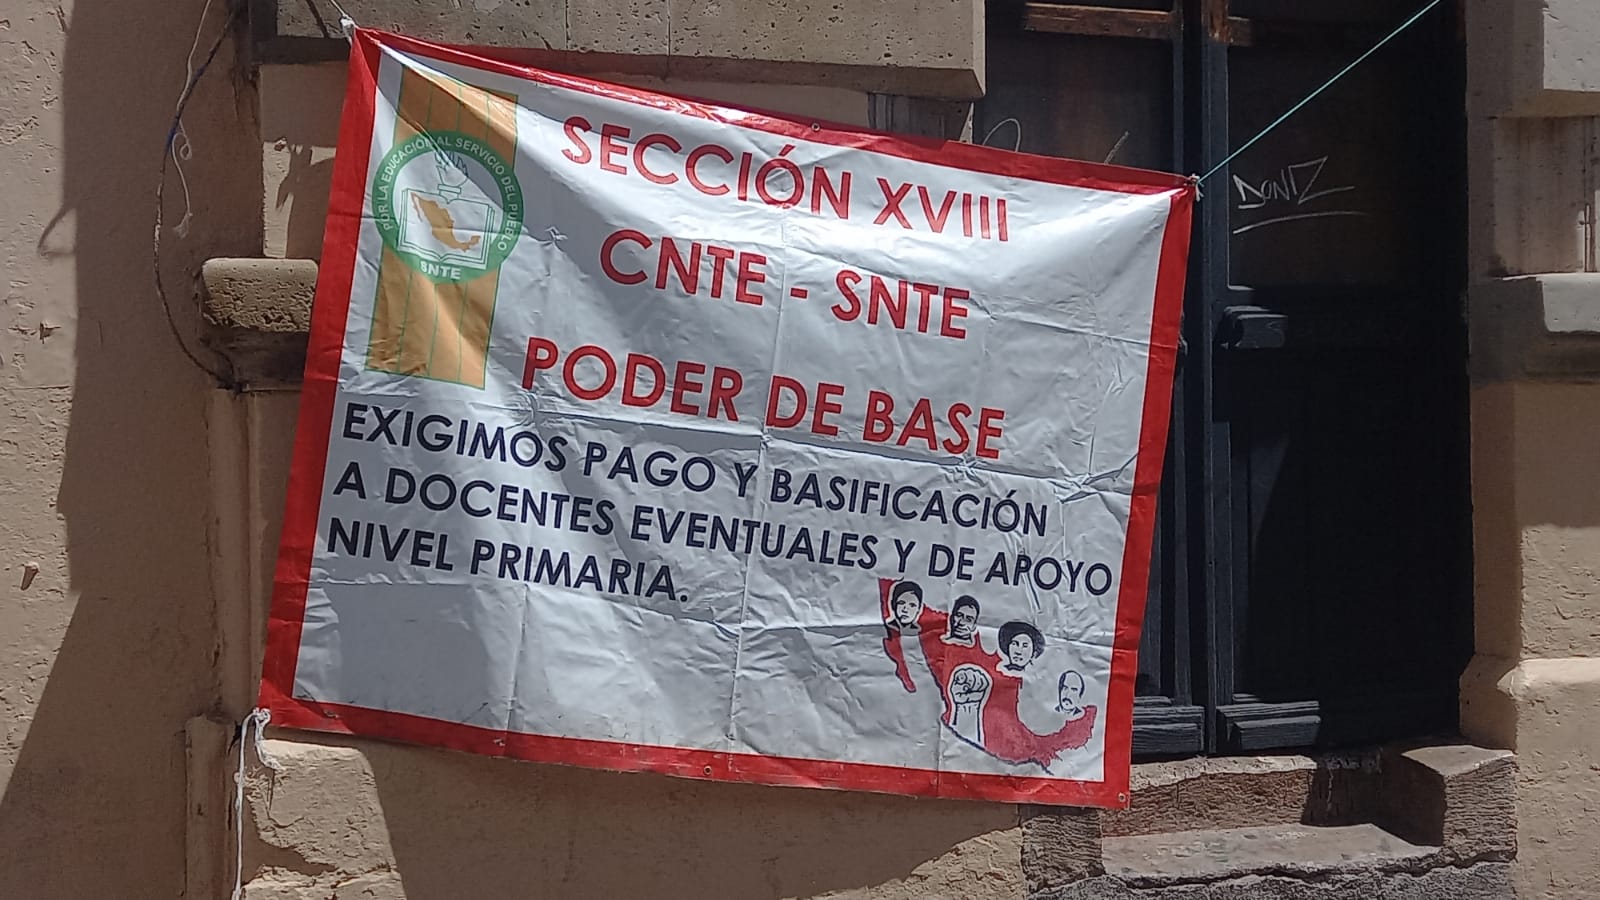 POR LA EDUCACIÓN AL SERVICIO DEL PUEBLO
SNTE
SECCIÓN XVIII
CNTE - SNTE
PODER DE BASE
EXIGIMOS PAGO Y BASIFICACIÓN
A DOCENTES EVENTUALES Y DE APOYO
NIVEL PRIMARIA.
DONIZ